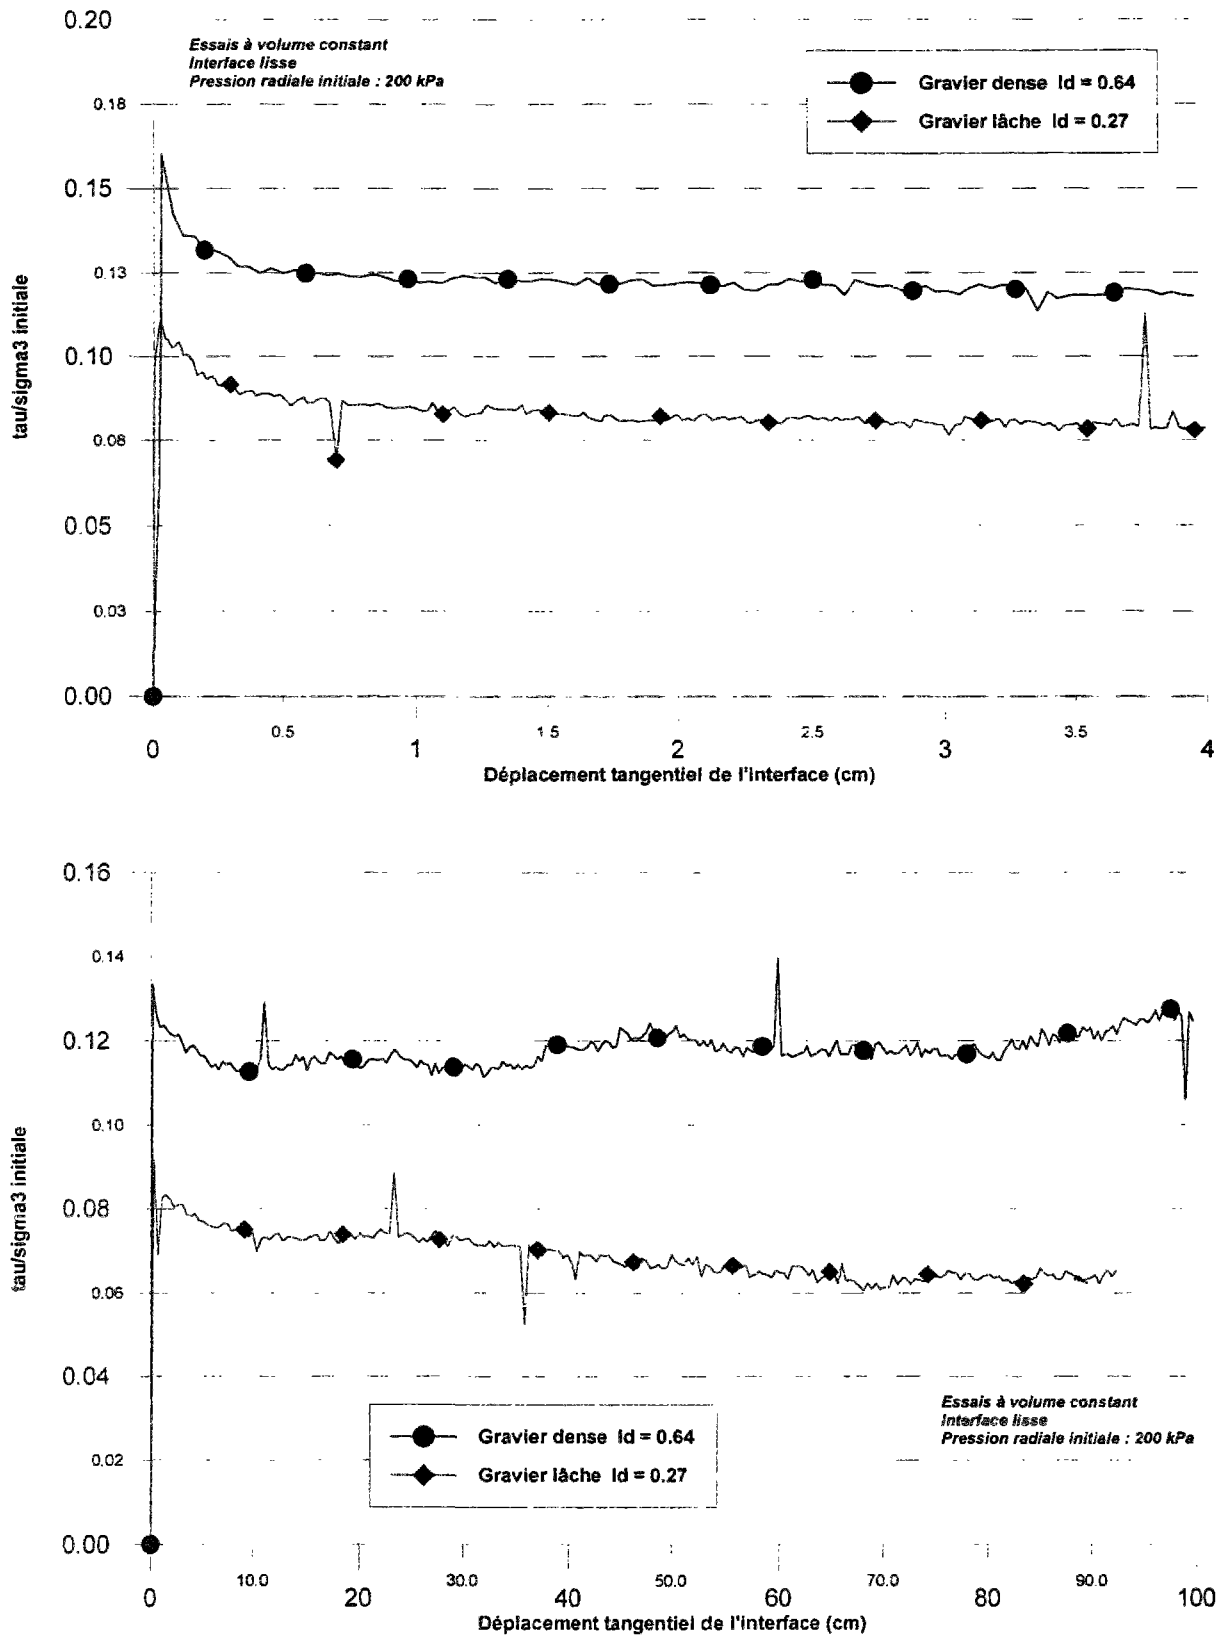 0.20
Essais à volume constant
Interface lisse
Pression radiale initiale : 200 kPa
Gravier dense Id = 0.64
Gravier lâche Id = 0.27
0.18
0.15
0.13
0.10
0.08
0.05
0.03
0.00
tau/sigma3 initiale
0 0.5 1 1.5 2 2.5 3 3.5 4
Déplacement tangentiel de l'interface (cm)
0.16
0.14
0.12
0.10
0.08
0.06
0.04
0.02
0.00
tau/sigma3 initiale
Essais à volume constant
Interface lisse
Pression radiale initiale : 200 kPa
Gravier dense Id = 0.64
Gravier lâche Id = 0.27
0 10.0 20 30.0 40 50.0 60 70.0 80 90.0 100
Déplacement tangentiel de l'interface (cm)